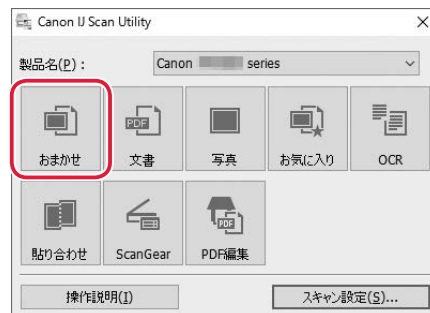 Canon IJ Scan Utility
製品名(P) : Canon series
PDF
おまかせ 文書 写真 お気に入り OCR
PDF
貼り合わせ ScanGear PDF編集
操作説明(I) スキャン設定(S)...